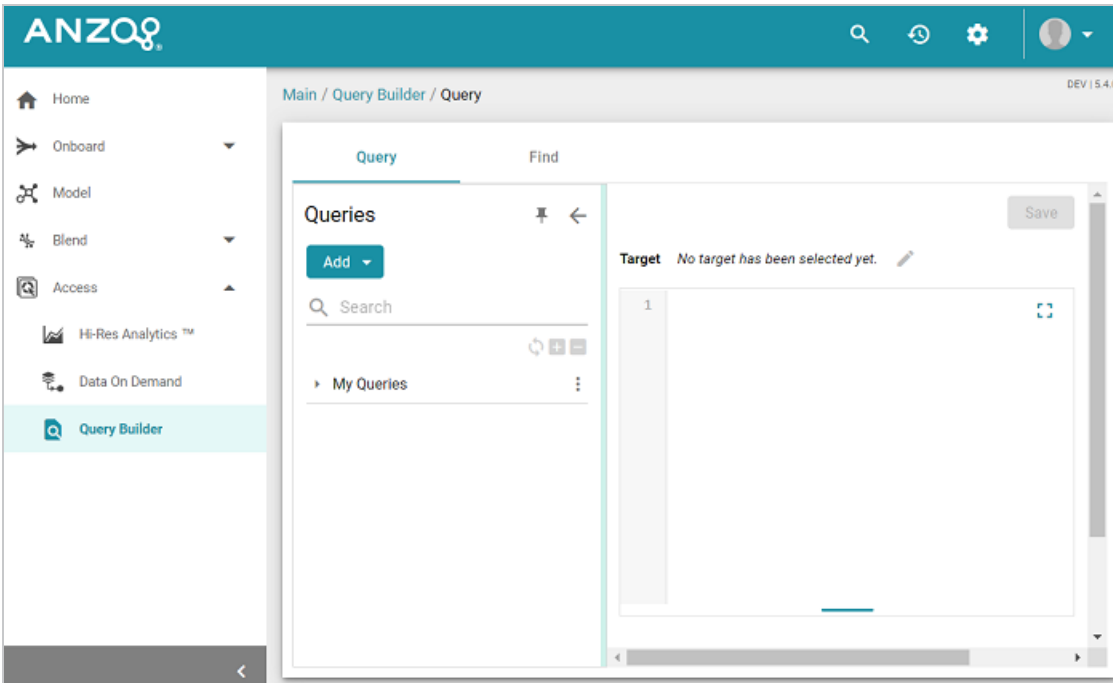 ANZO
DEV | 5.4.
Home
Onboard
Model
Blend
Access
Hi-Res Analytics ™
Data On Demand
Query Builder
Main / Query Builder / Query
Query
Find
Queries
Add
Search
My Queries
Save
Target No target has been selected yet.
1